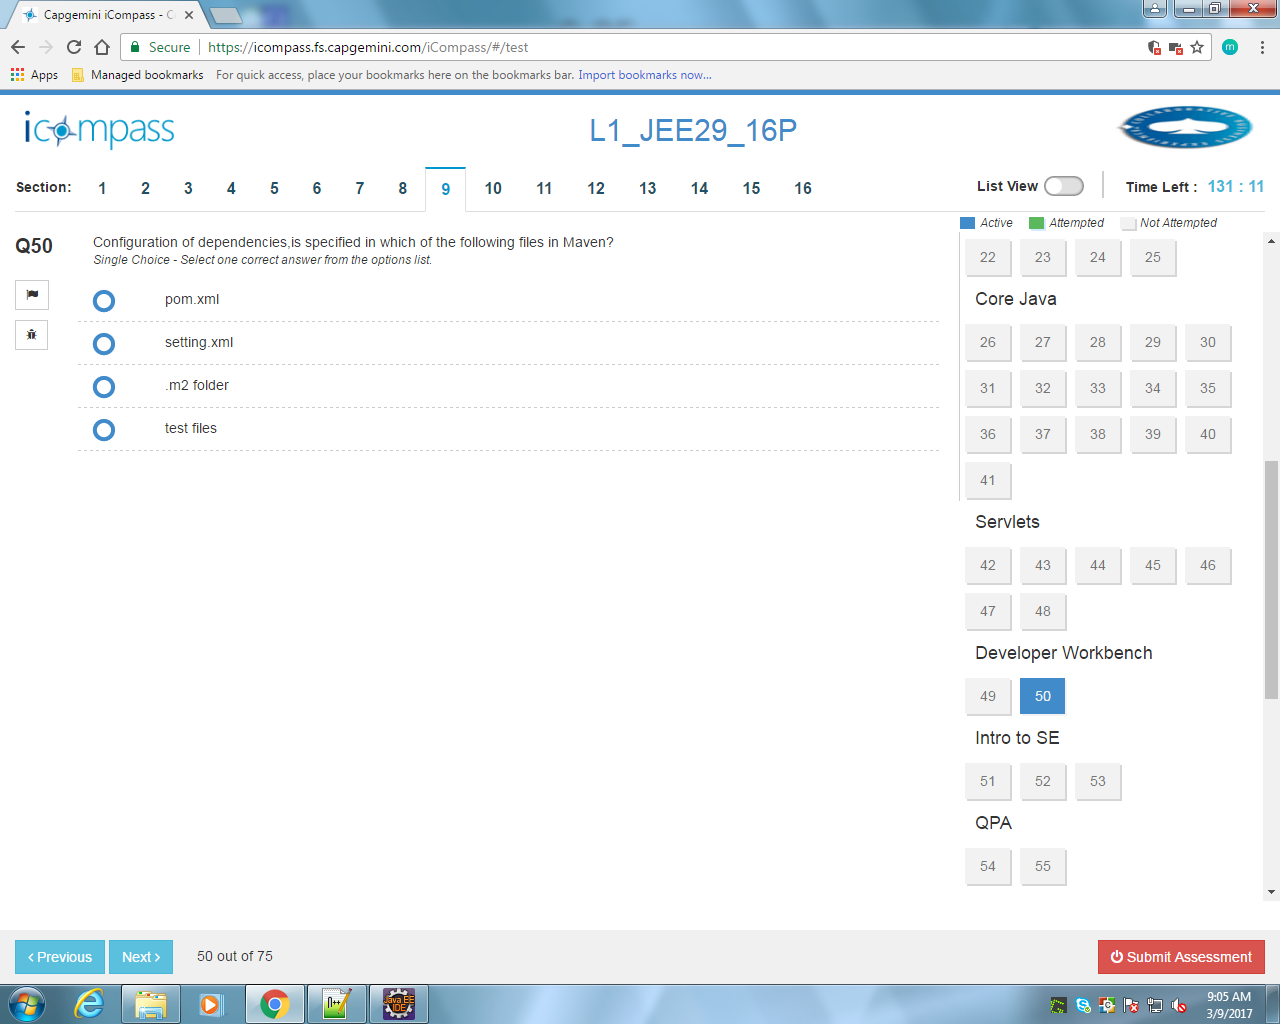 Capgemini iCompass - C
Secure https://icompass.fs.capgemini.com/iCompass/#/test
m
Apps Managed bookmarks For quick access, place your bookmarks here on the bookmarks bar. Import bookmarks now...
icompass
L1_JEE29_16P
Section: 1 2 3 4 5 6 7 8 9 10 11 12 13 14 15 16
List View Time Left : 131 : 11
Active Attempted Not Attempted
Q50
Configuration of dependencies,is specified in which of the following files in Maven?
Single Choice - Select one correct answer from the options list.
pom.xml
setting.xml
.m2 folder
test files
22 23 24 25
Core Java
26 27 28 29 30
31 32 33 34 35
36 37 38 39 40
41
Servlets
42 43 44 45 46
47 48
Developer Workbench
49 50
Intro to SE
51 52 53
QPA
54 55
Previous Next 50 out of 75
Submit Assessment
Java EE
IDE
9:05 AM
3/9/2017